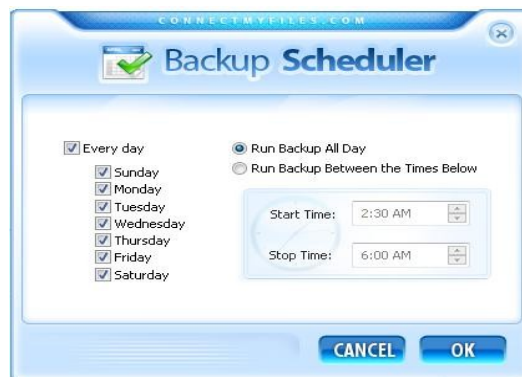 CONNECTMYFILES.COM
Backup Scheduler
Every day
Sunday
Monday
Tuesday
Wednesday
Thursday
Friday
Saturday
Run Backup All Day
Run Backup Between the Times Below
Start Time: 2:30 AM
Stop Time: 6:00 AM
CANCEL OK